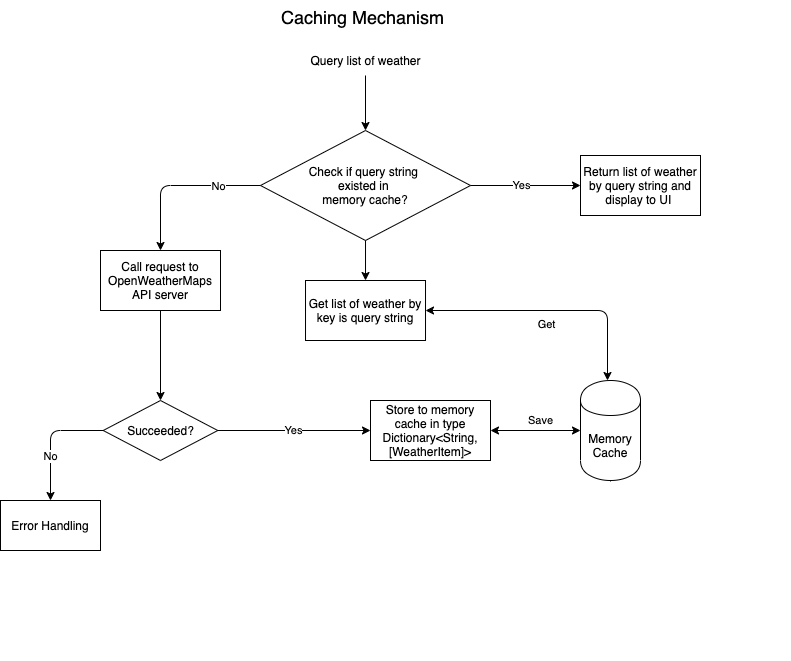 Caching Mechanism
Query list of weather
Check if query string
existed in
memory cache?
No
Yes
Return list of weather
by query string and
display to UI
Call request to
OpenWeatherMaps
API server
Get list of weather by
key is query string
Get
Succeeded?
Yes
Store to memory
cache in type
Dictionary<String,
[WeatherItem]>
Save
Memory
Cache
No
Error Handling